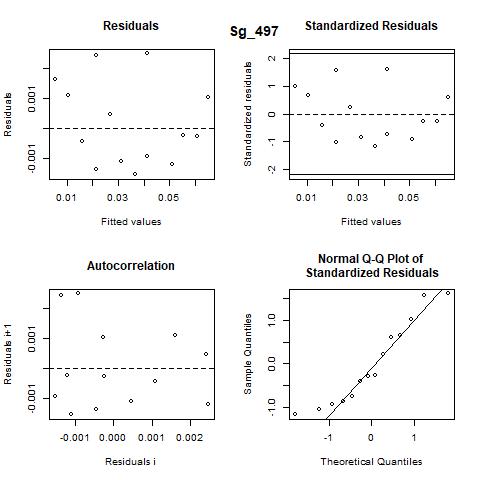 Sg_497
Residuals
Residuals
0.001
-0.001
0.01
0.03
0.05
Fitted values
Standardized Residuals
Standardized residuals
2
1
0
-1
-2
0.01
0.03
0.05
Fitted values
Autocorrelation
Residuals i+1
0.001
-0.001
-0.001
0.000
0.001
0.002
Residuals i
Normal Q-Q Plot of
Standardized Residuals
Sample Quantiles
1.0
0.0
-1.0
-1
0
1
Theoretical Quantiles